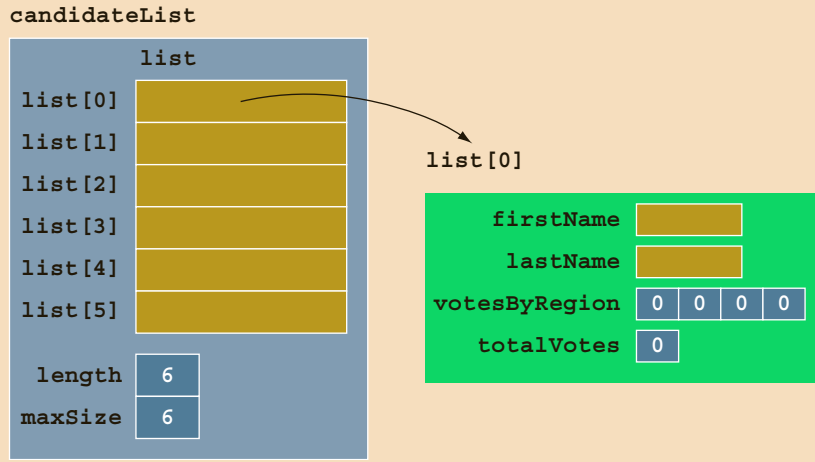 candidateList
list
list[0]
list[1]
list[2]
list[3]
list[4]
list[5]
length 6
maxSize 6
list[0]
firstName
lastName
votesByRegion 0 0 0 0
totalVotes 0